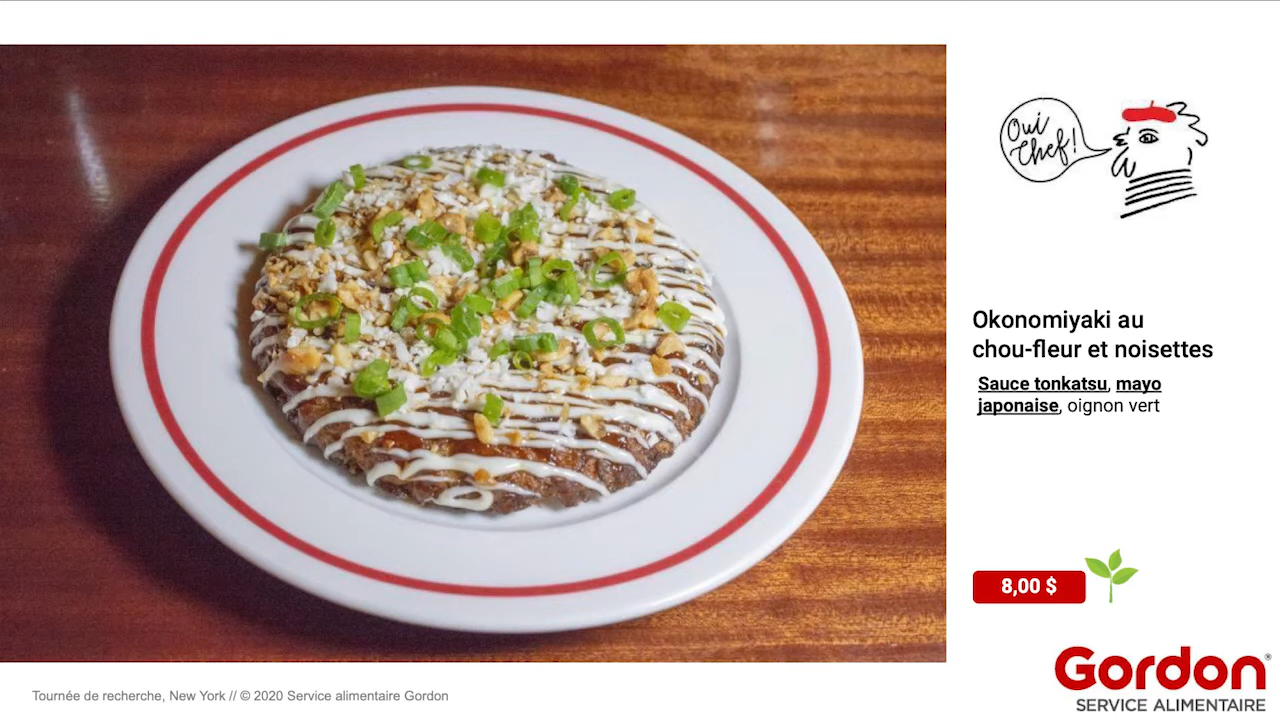 Oui
Chef!
Okonomiyaki au
chou-fleur et noisettes
Sauce tonkatsu, mayo
japonaise, oignon vert
8,00 $
Gordon®
SERVICE ALIMENTAIRE
Tournée de recherche, New York // © 2020 Service alimentaire Gordon